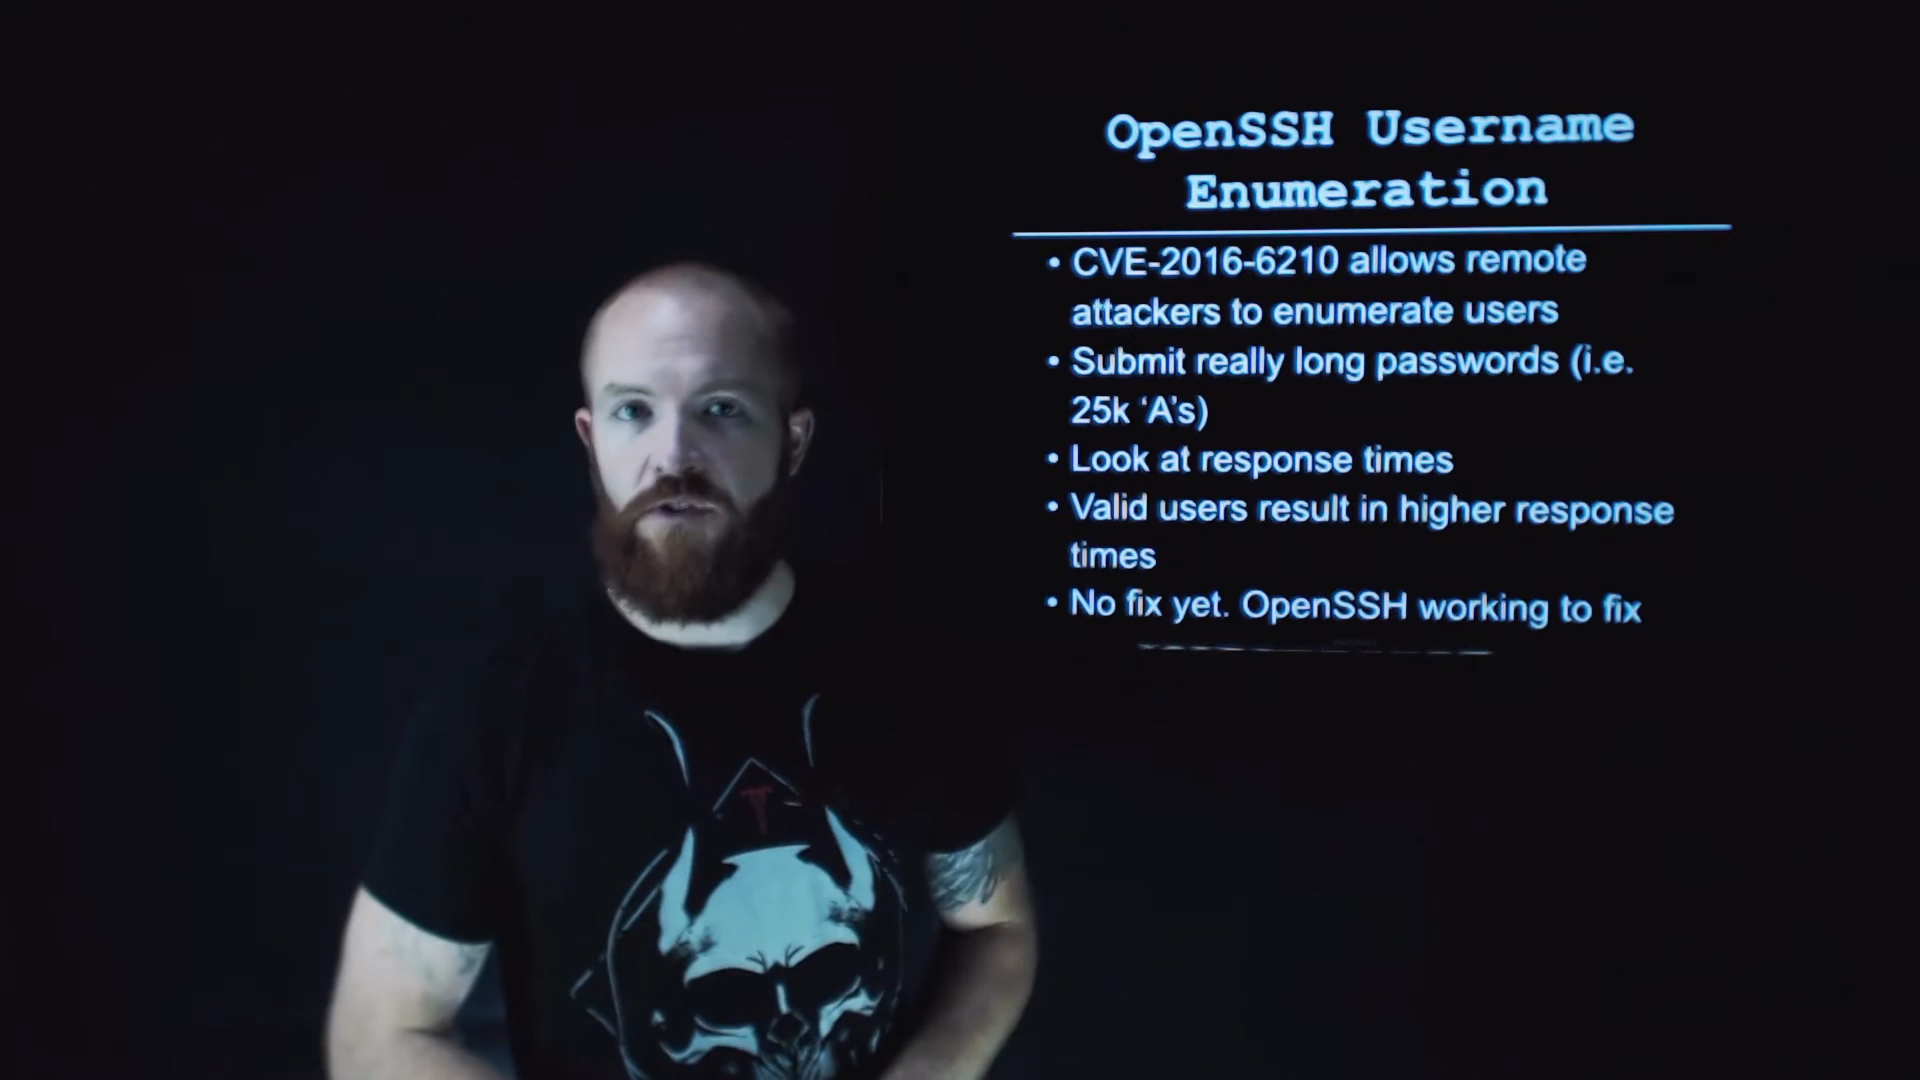 OpenSSH Username
Enumeration
• CVE-2016-6210 allows remote
attackers to enumerate users
• Submit really long passwords (i.e.
25k ‘A’s)
• Look at response times
• Valid users result in higher response
times
• No fix yet. OpenSSH working to fix